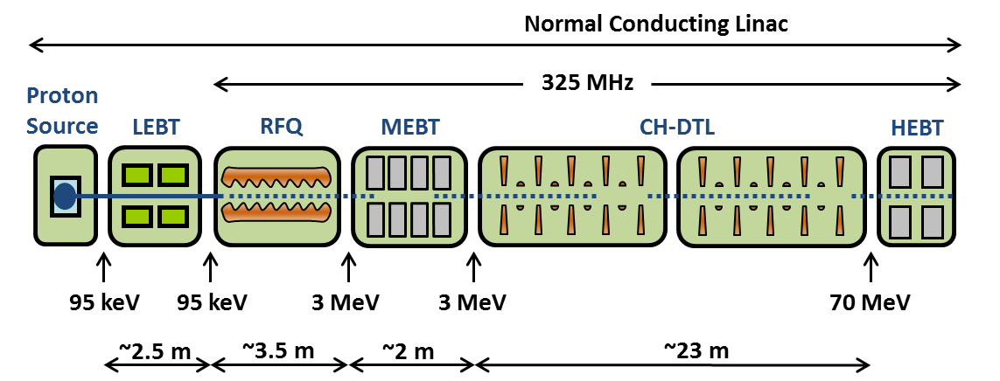 Normal Conducting Linac
325 MHz
Proton
Source
LEBT
RFQ
MEBT
CH-DTL
HEBT
95 keV
95 keV
3 MeV
3 MeV
70 MeV
~2.5 m
~3.5 m
~2 m
~23 m